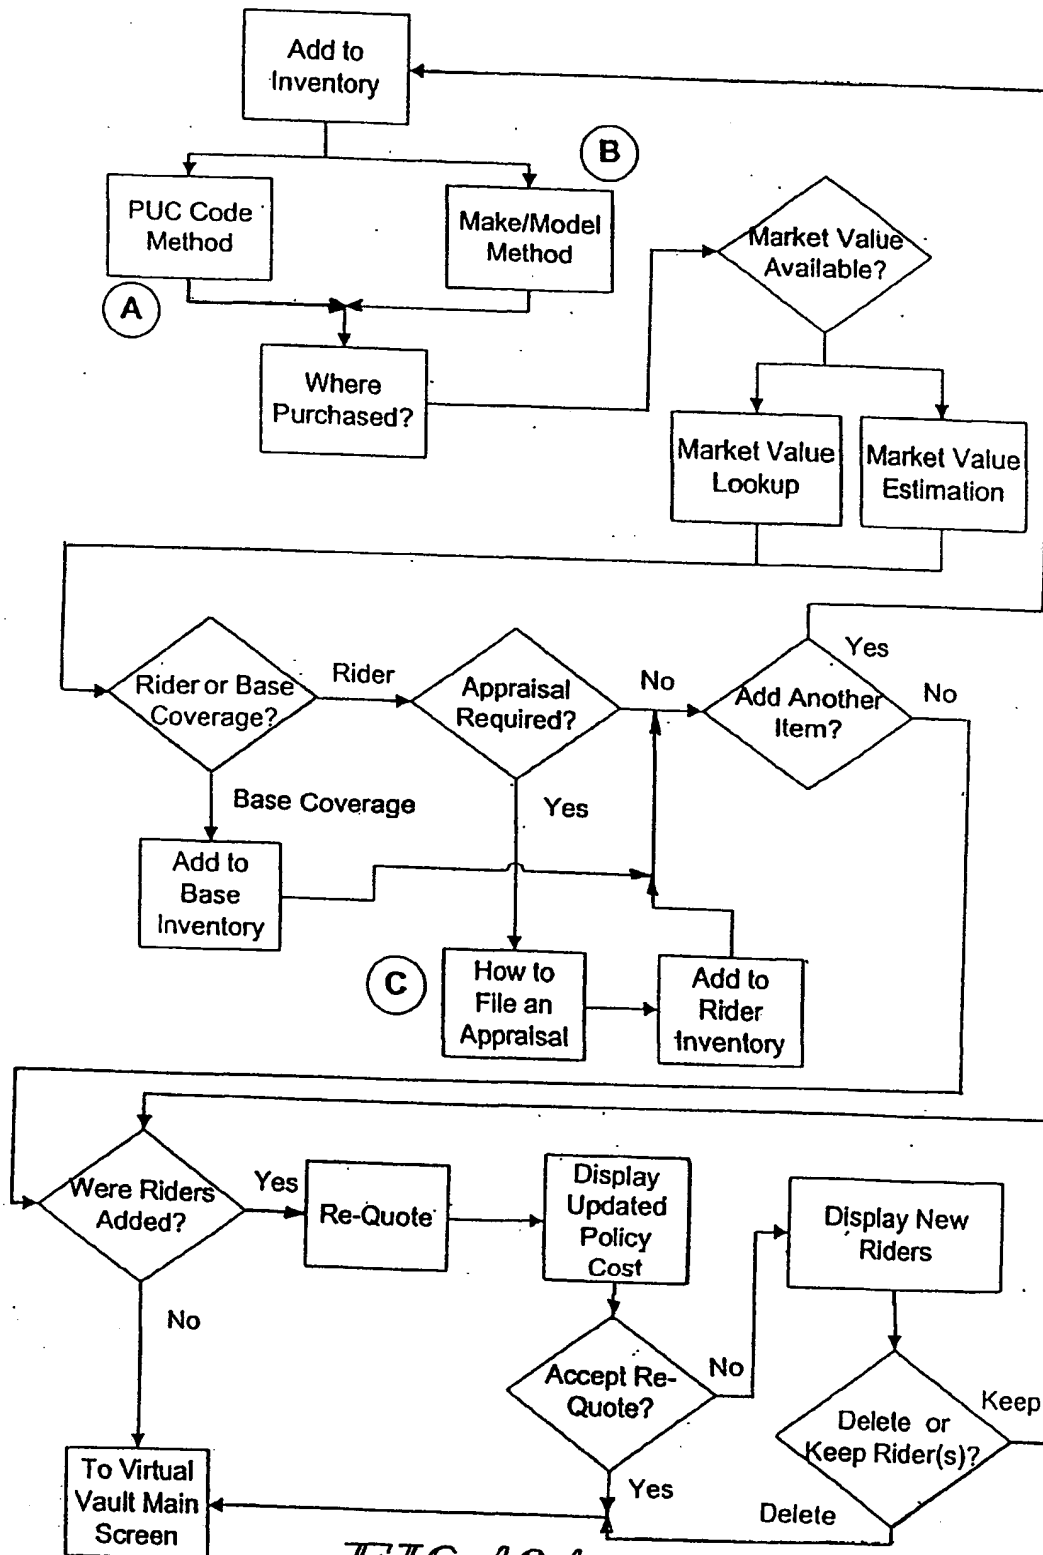 Add to
Inventory
B
PUC Code
Method
Make/Model
Method
A
Market Value
Available?
Where
Purchased?
Market Value
Lookup
Market Value
Estimation
Rider or Base
Coverage?
Rider
Appraisal
Required?
No
Yes
Add Another
Item?
No
Base Coverage
Yes
Add to
Base
Inventory
C
How to
File an
Appraisal
Add to
Rider
Inventory
Were Riders
Added?
Yes
Re-Quote
Display
Updated
Policy
Cost
Display New
Riders
No
Accept Re-
Quote?
No
Delete or
Keep Rider(s)?
Keep
Yes
Delete
To Virtual
Vault Main
Screen